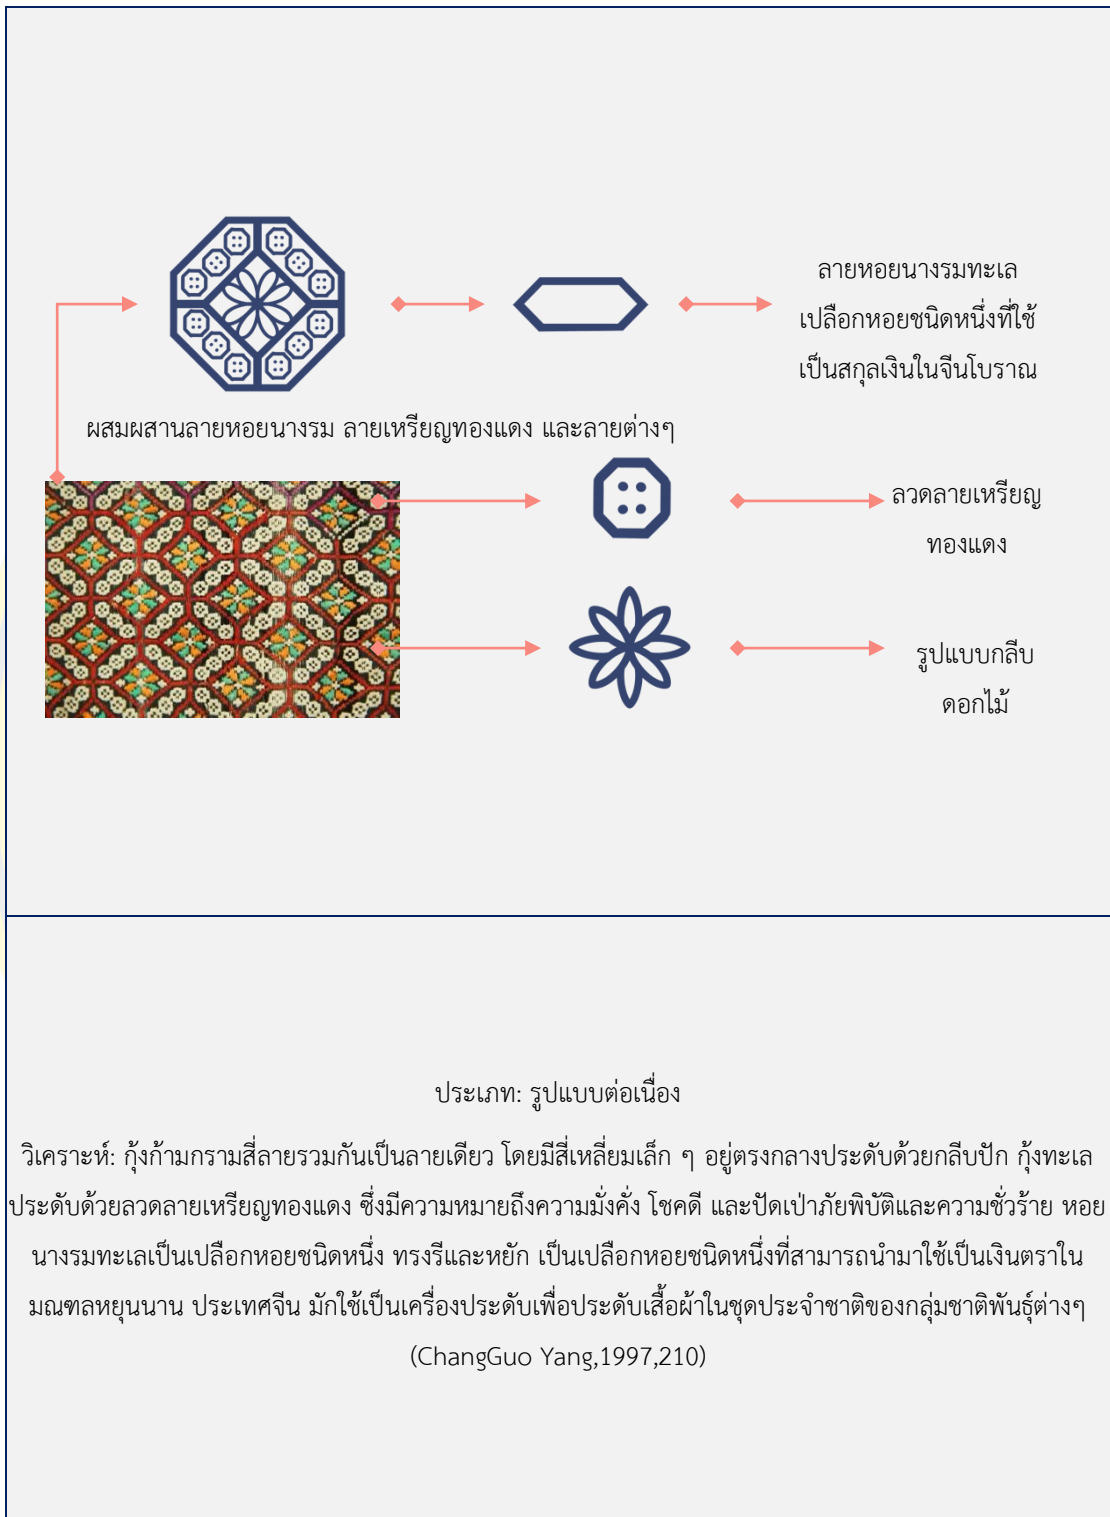 ลายหอยนางรมทะเล
เปลือกหอยชนิดหนึ่งที่ใช้
เป็นสกุลเงินในจีนโบราณ
ผสมผสานลายหอยนางรม ลายเหรียญทองแดง และลายต่างๆ
ลวดลายเหรียญ
ทองแดง
รูปแบบกลีบ
ดอกไม้
ประเภท: รูปแบบต่อเนื่อง
วิเคราะห์: กุ้งก้ามกรามสี่ลายรวมกันเป็นลายเดียว โดยมีสี่เหลี่ยมเล็ก ๆ อยู่ตรงกลางประดับด้วยกลีบปัก กุ้งทะเล
ประดับด้วยลวดลายเหรียญทองแดง ซึ่งมีความหมายถึงความมั่งคั่ง โชคดี และปัดเป่าภัยพิบัติและความชั่วร้าย หอย
นางรมทะเลเป็นเปลือกหอยชนิดหนึ่ง ทรงรีและหยัก เป็นเปลือกหอยชนิดหนึ่งที่สามารถนำมาใช้เป็นเงินตราใน
มณฑลหยุนนาน ประเทศจีน มักใช้เป็นเครื่องประดับเพื่อประดับเสื้อผ้าในชุดประจำชาติของกลุ่มชาติพันธุ์ต่างๆ
(ChangGuo Yang,1997,210)